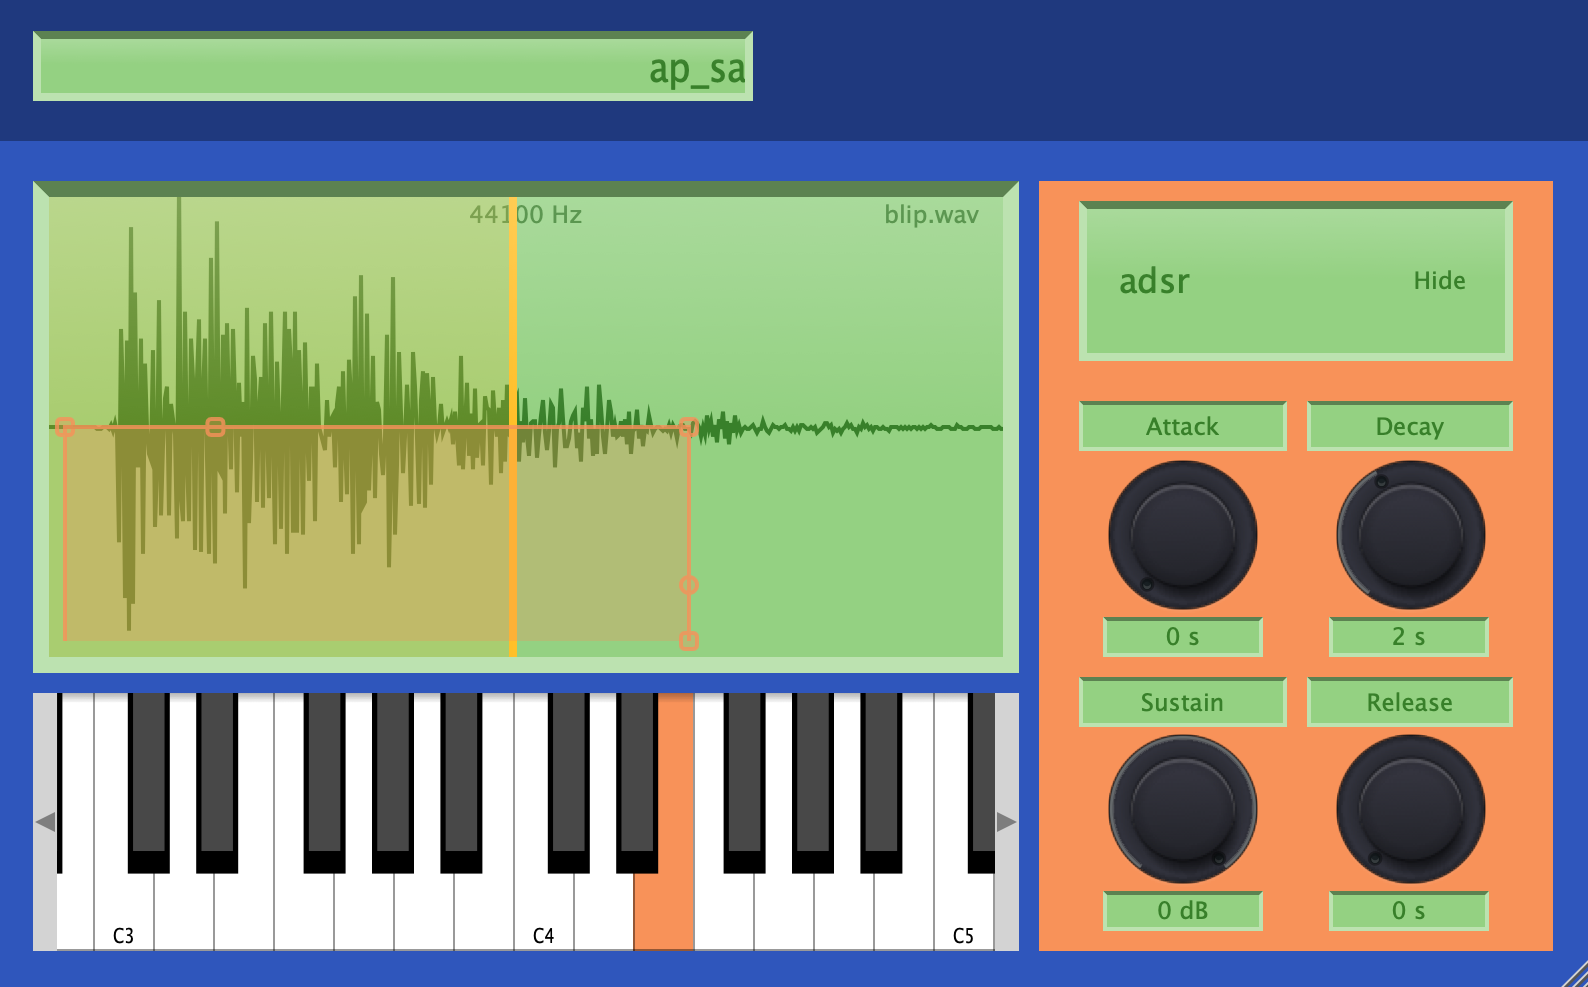 ap_sa
44100 Hz
blip.wav
adsr
Hide
Attack
Decay
0 s
2 s
Sustain
Release
0 dB
0 s
C3
C4
C5